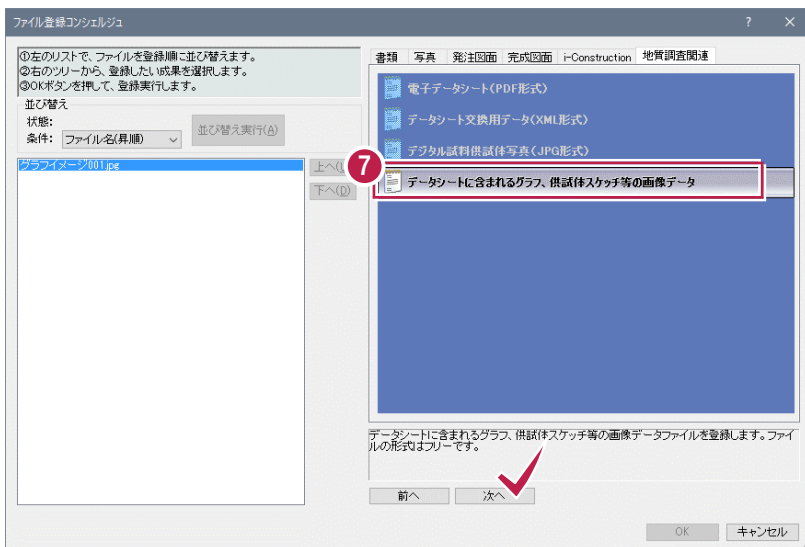 ファイル登録コンシェルジュ
①左のリストで、ファイルを登録順に並び替えます。
②右のツリーから、登録したい成果を選択します。
③OKボタンを押して、登録実行します。
並び替え
状態:
条件: ファイル名(昇順)
並び替え実行(A)
グラフイメージ001.jpg
上へ(
下へ(D)
書類 写真 発注図面 完成図面 i-Construction 地質調査関連
電子データシート(PDF形式)
データシート交換用データ(XML形式)
デジタル試料供試体写真(JPG形式)
7
データシートに含まれるグラフ、供試体スケッチ等の画像データ
データシートに含まれるグラフ、供試体スケッチ等の画像データファイルを登録します。ファイ
ルの形式はフリーです。
前へ 次へ
OK キャンセル